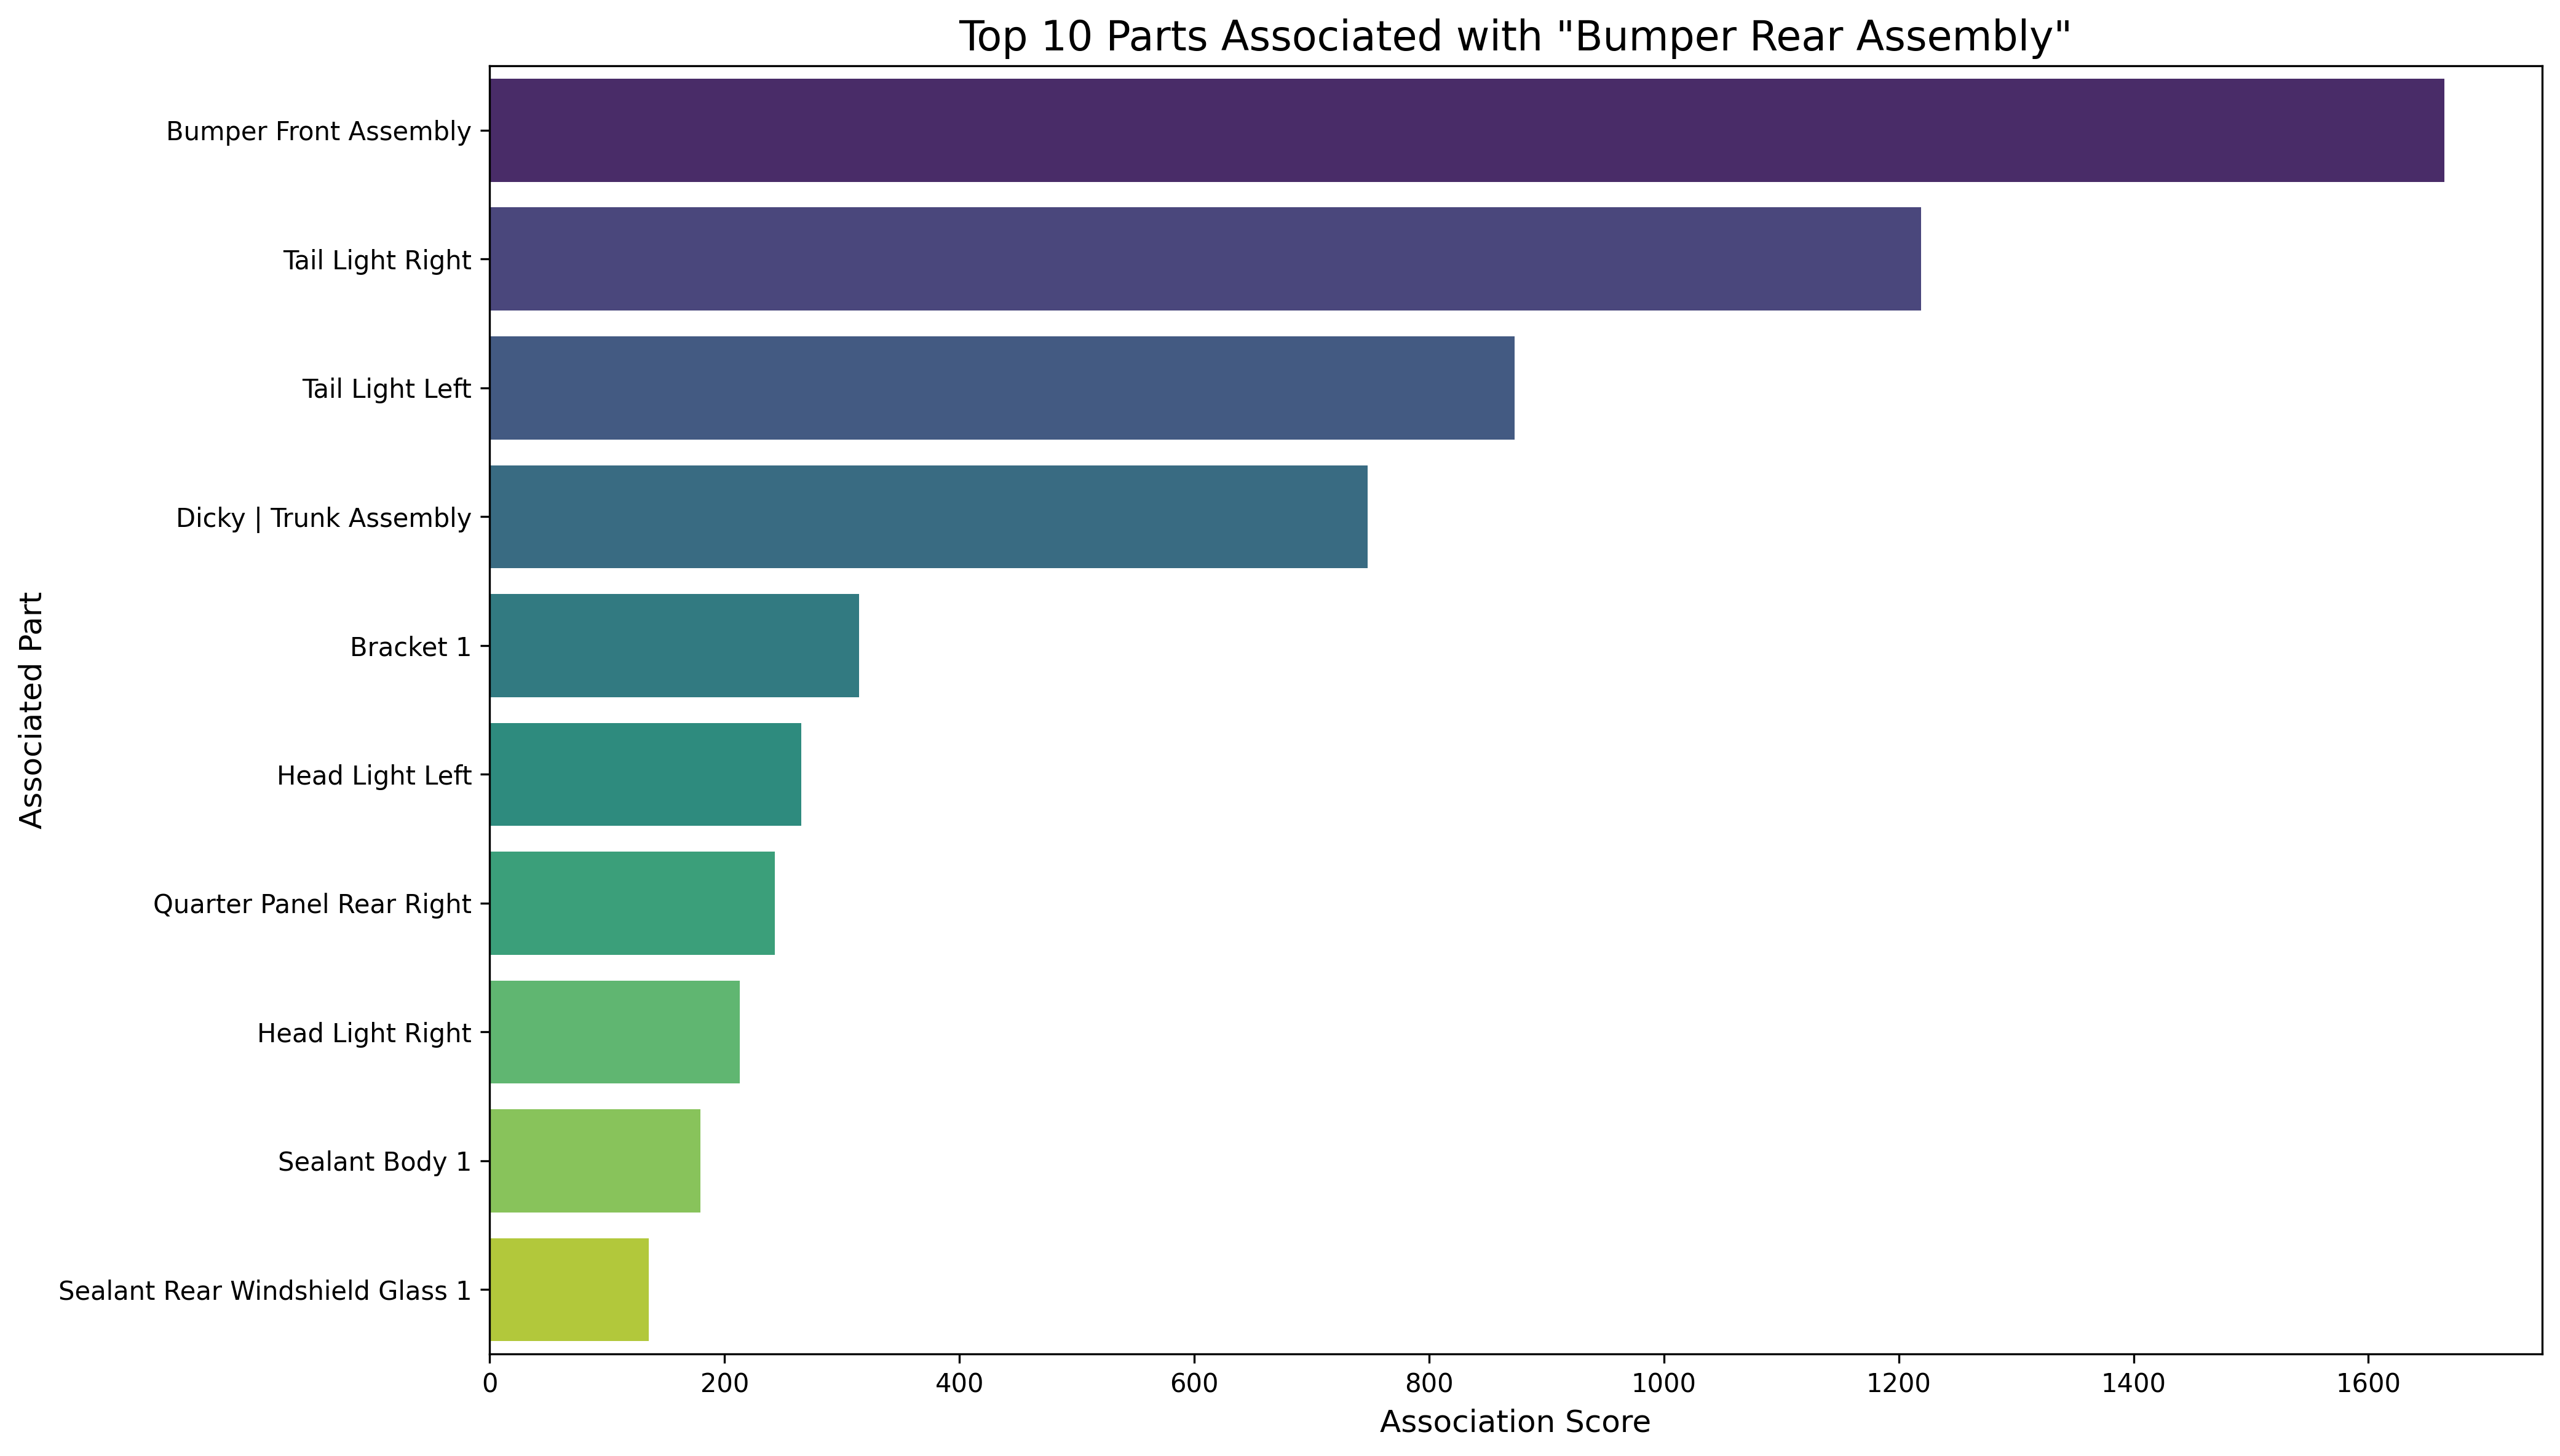 Top 10 Parts Associated with "Bumper Rear Assembly"
Associated Part
Bumper Front Assembly
Tail Light Right
Tail Light Left
Dicky | Trunk Assembly
Bracket 1
Head Light Left
Quarter Panel Rear Right
Head Light Right
Sealant Body 1
Sealant Rear Windshield Glass 1
0 200 400 600 800 1000 1200 1400 1600
Association Score